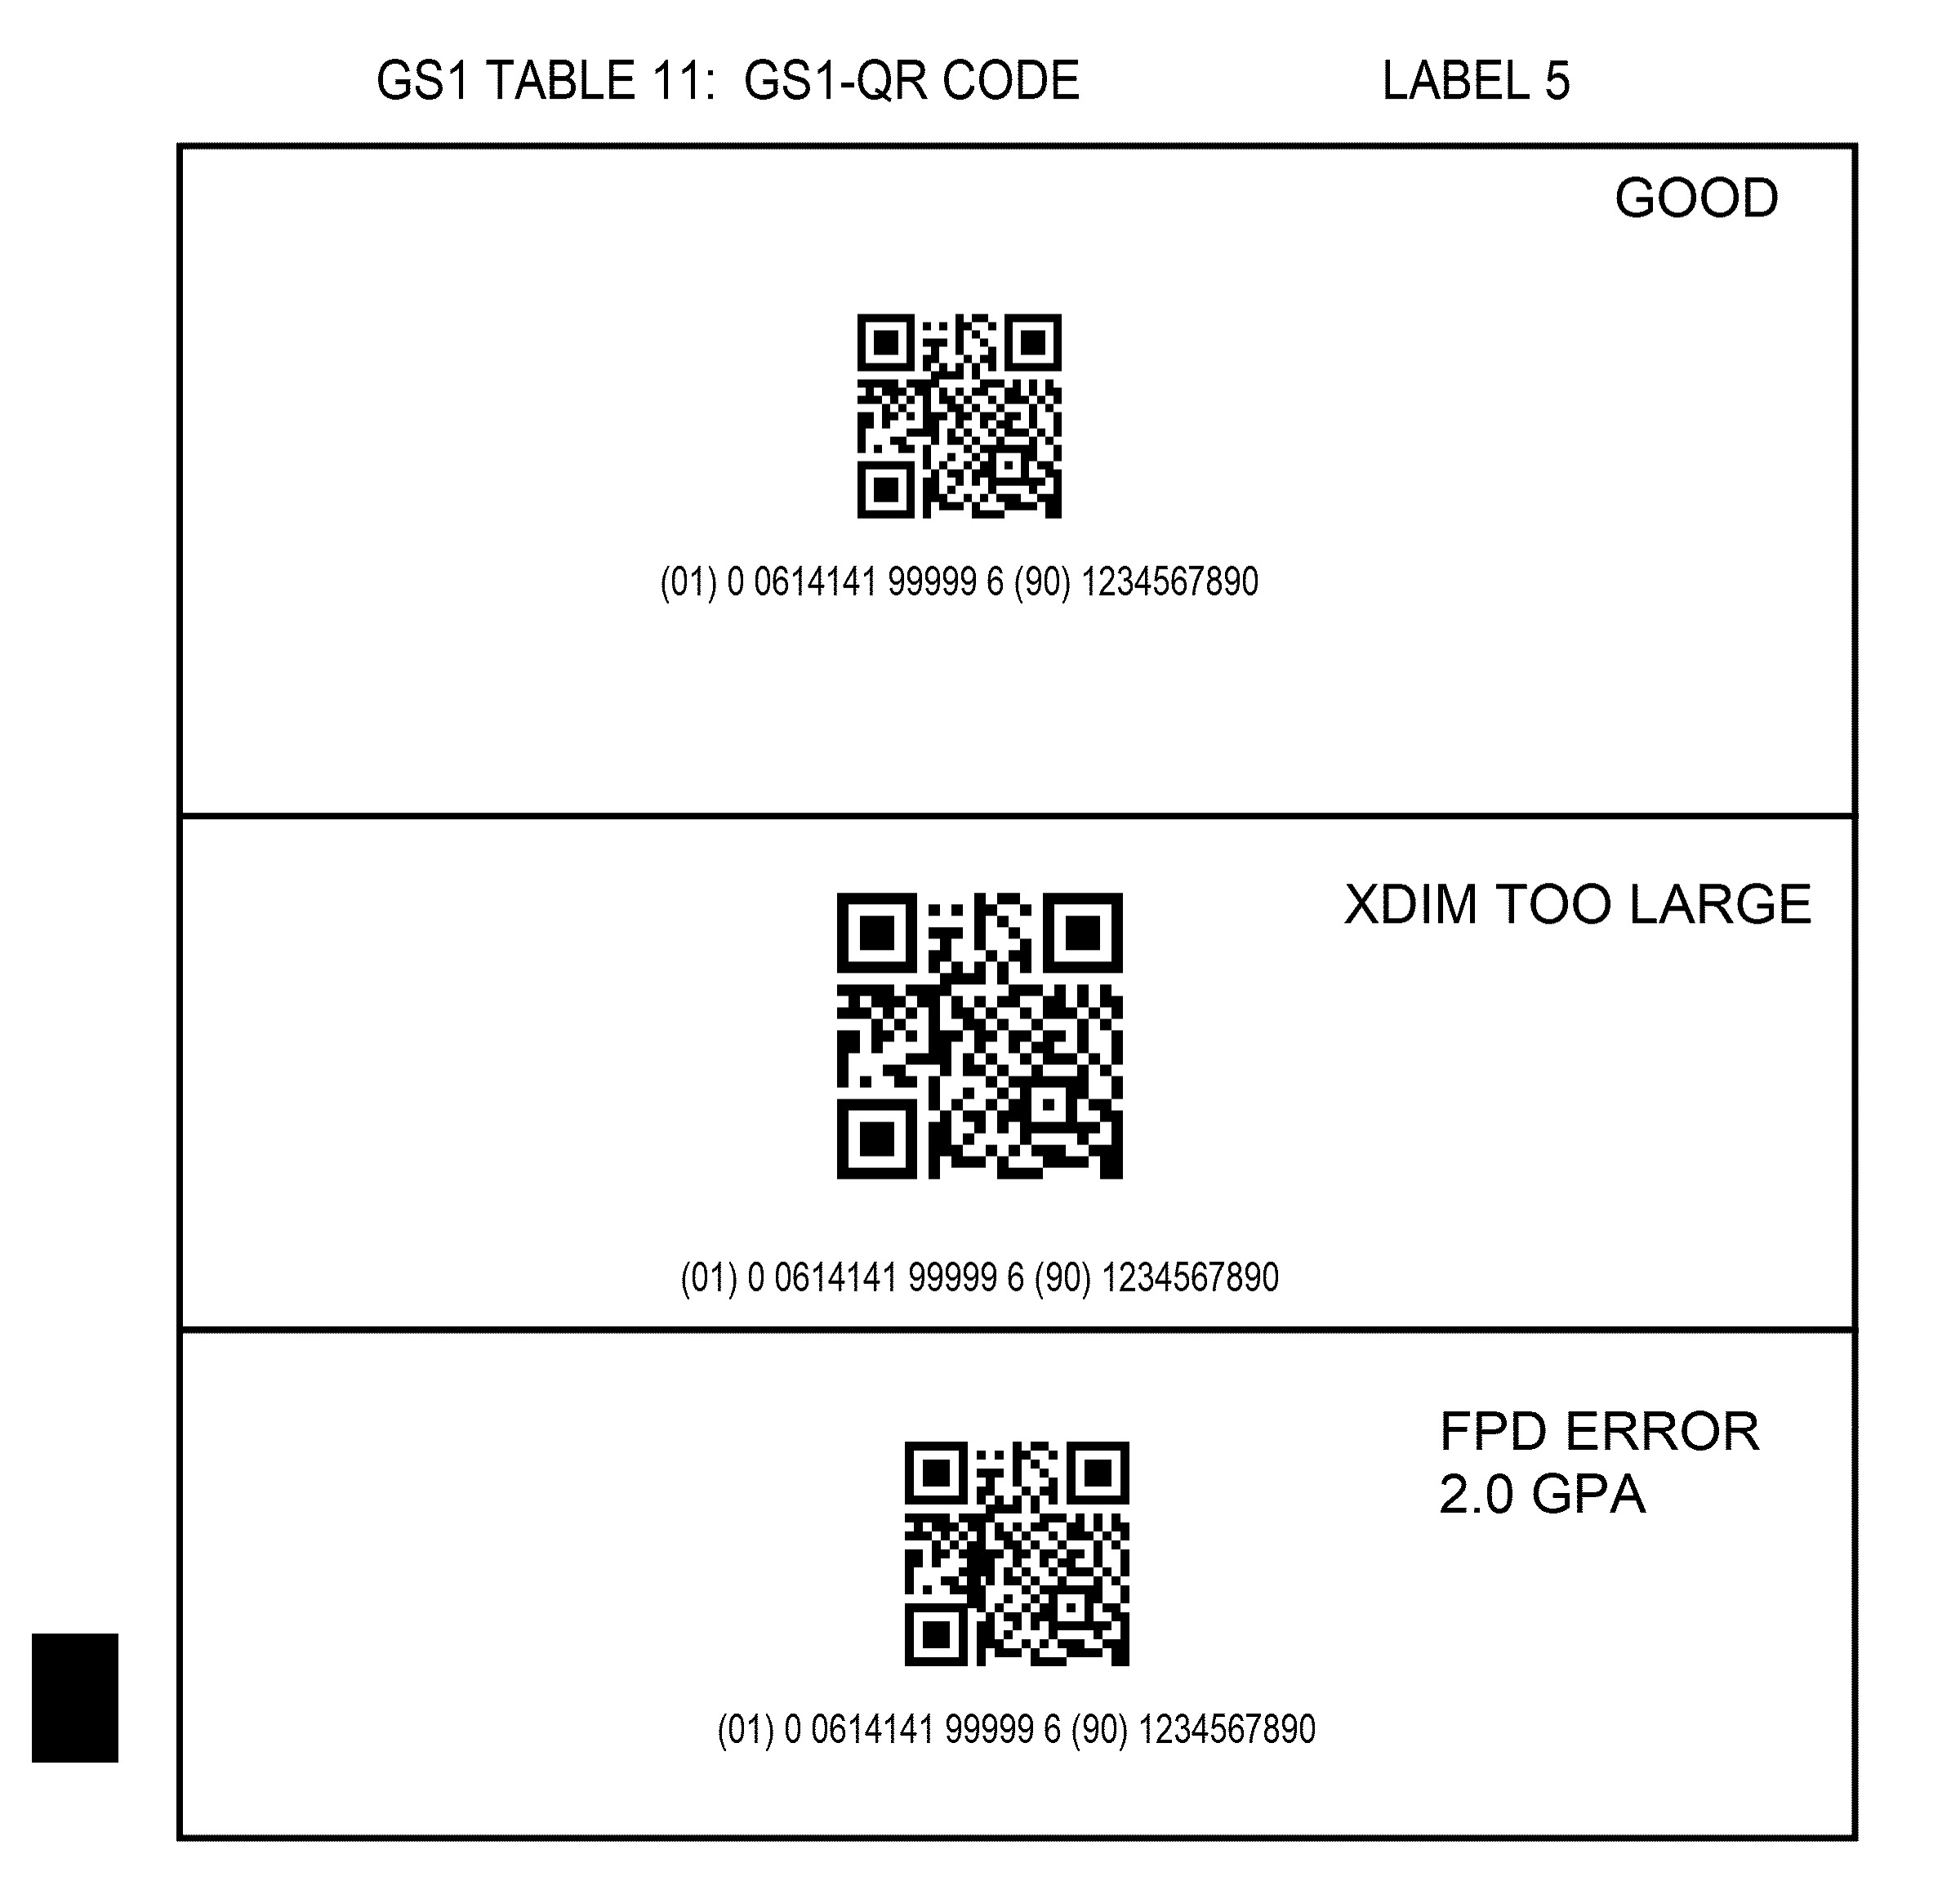 GS1 TABLE 11: GS1-QR CODE LABEL 5
GOOD
(01) 0 0614141 99999 6 (90) 1234567890
XDIM TOO LARGE
(01) 0 0614141 99999 6 (90) 1234567890
FPD ERROR
2.0 GPA
(01) 0 0614141 99999 6 (90) 1234567890